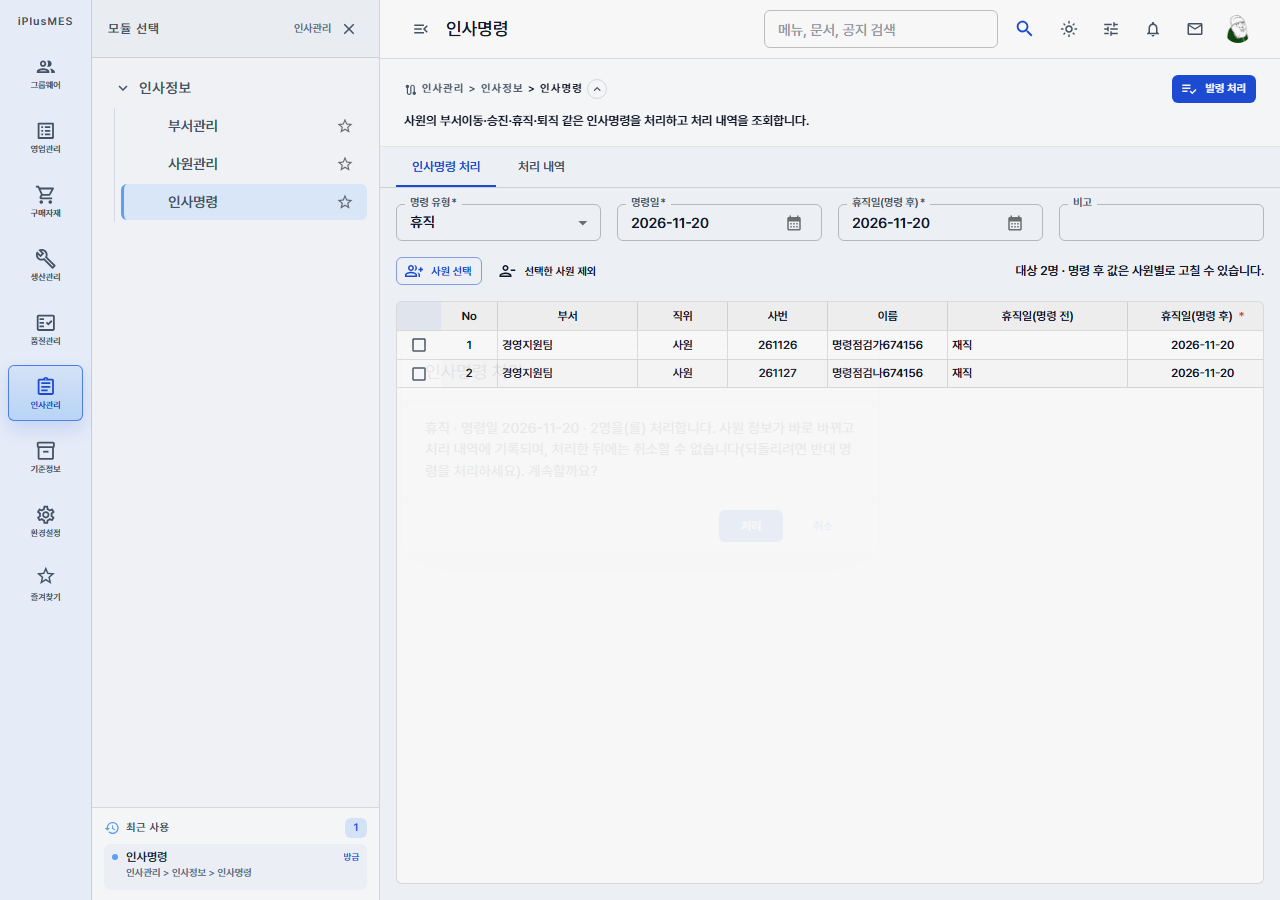 iPlusMES
모듈 선택
인사관리
인사명령
메뉴, 문서, 공지 검색
그룹웨어
영업관리
구매자재
생산관리
품질관리
인사관리
기준정보
환경설정
즐겨찾기
인사정보
부서관리
사원관리
인사명령
최근 사용
1
인사명령
방금
인사관리 > 인사정보 > 인사명령
인사관리 > 인사정보 > 인사명령
발령 처리
사원의 부서이동·승진·휴직·퇴직 같은 인사명령을 처리하고 처리 내역을 조회합니다.
인사명령 처리
처리 내역
명령 유형*
휴직
명령일*
2026-11-20
휴직일(명령 후)*
2026-11-20
비고
사원 선택
선택한 사원 제외
대상 2명 · 명령 후 값은 사원별로 고칠 수 있습니다.
No 부서 직위 사번 이름 휴직일(명령 전) 휴직일(명령 후) *
1 경영지원팀 사원 261126 명령점검가674156 재직 2026-11-20
2 경영지원팀 사원 261127 명령점검나674156 재직 2026-11-20
인사명령 처
휴직 · 명령일 2026-11-20 · 2명을(를) 처리합니다. 사원 정보가 바로 바뀌고
처리 내역에 기록되며, 처리한 뒤에는 취소할 수 없습니다(되돌리려면 반대 명
령을 처리하세요). 계속할까요?
처리
취소